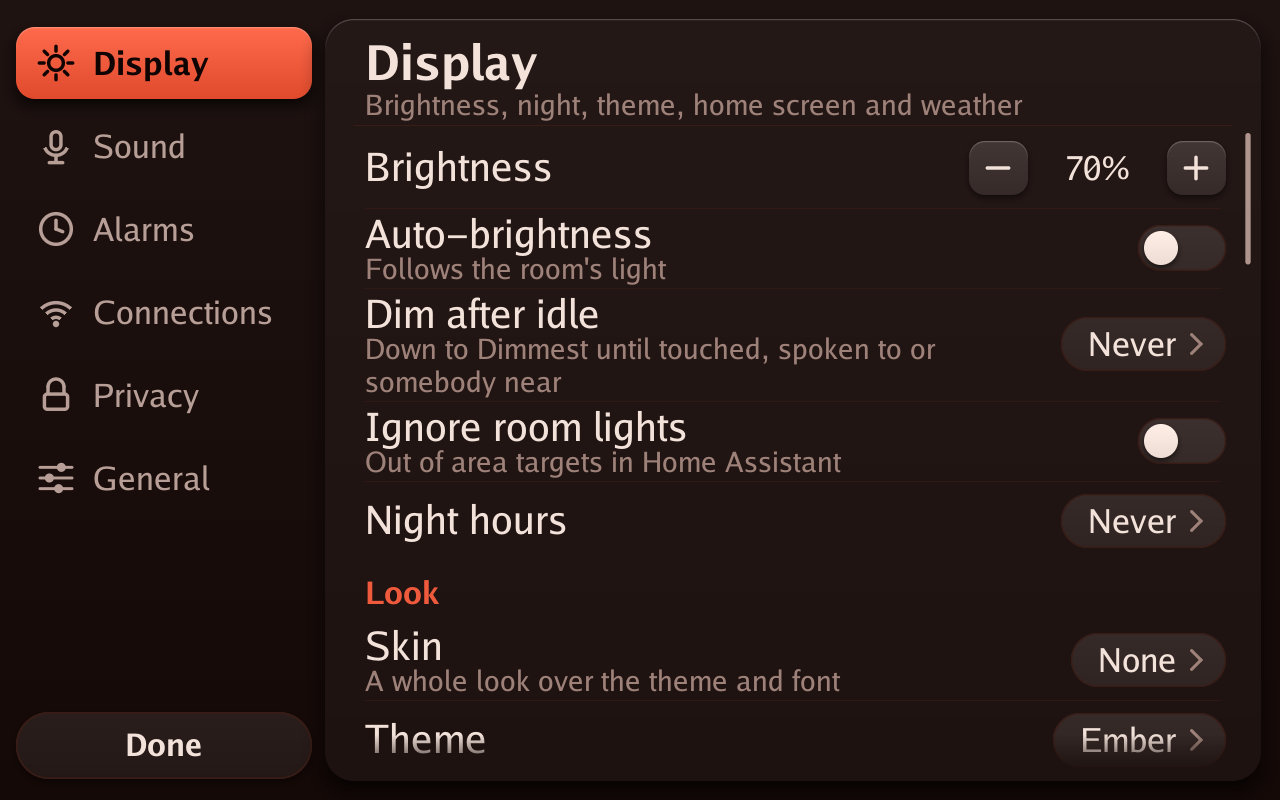 Display
Sound
Alarms
Connections
Privacy
General
Done
Display
Brightness, night, theme, home screen and weather
Brightness
70%
Auto-brightness
Follows the room's light
Dim after idle
Down to Dimmest until touched, spoken to or
somebody near
Never
Ignore room lights
Out of area targets in Home Assistant
Night hours
Never
Look
Skin
A whole look over the theme and font
None
Theme
Ember